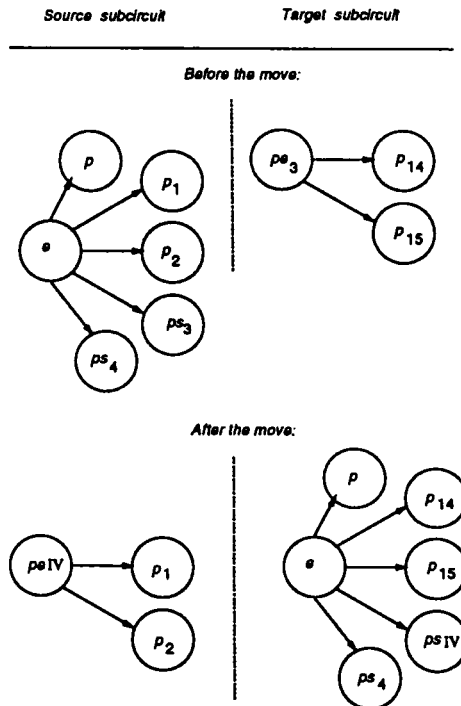 Source subcircuit
Target subcircuit
Before the move:
p
p1
e
p2
ps3
ps4
pe3
p14
p15
After the move:
peIV
p1
p2
p
p14
e
p15
psIV
ps4